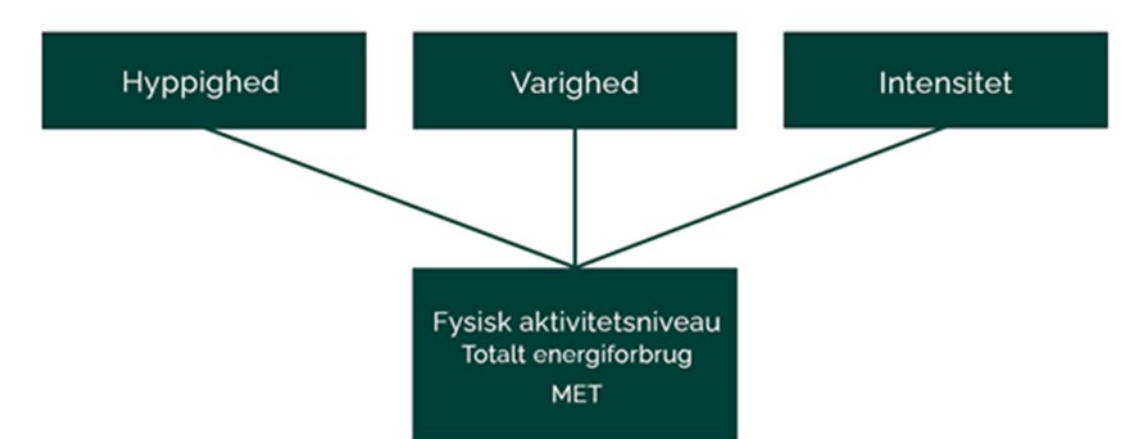 Hyppighed
Varighed
Intensitet
Fysisk aktivitetsniveau
Totalt energiforbrug
MET